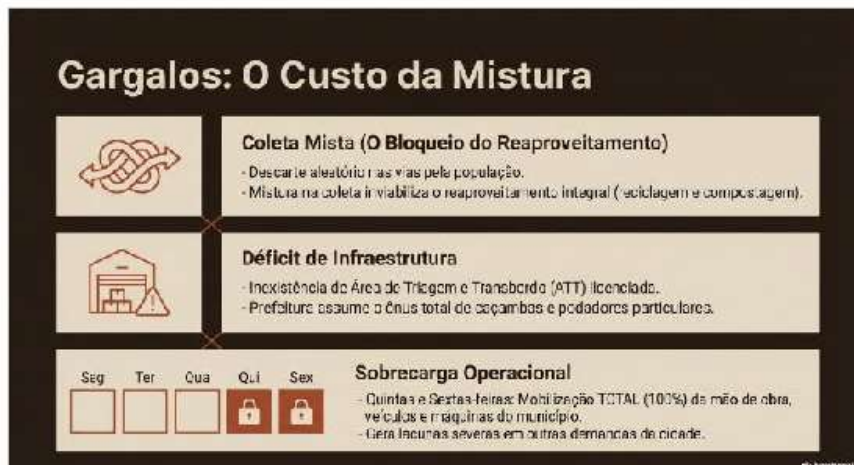 Gargalos: O Custo da Mistura
Coleta Mista (O Bloqueio do Reaproveitamento)
- Descarte aleatório nas vias pela população.
- Mistura na coleta inviabiliza o reaproveitamento integral (reciclagem e compostagem).
Déficit de Infraestrutura
- Inexistência de Área de Triagem e Transbordo (ATT) licenciada.
- Prefeitura assume o ônus total de caçambas e podadores particulares.
Seg Ter Qua Qui Sex
Sobrecarga Operacional
- Quintas e Sextas-feiras: Mobilização TOTAL (100%) da mão de obra,
veículos e máquinas do município.
- Gera lacunas severas em outras demandas da cidade.